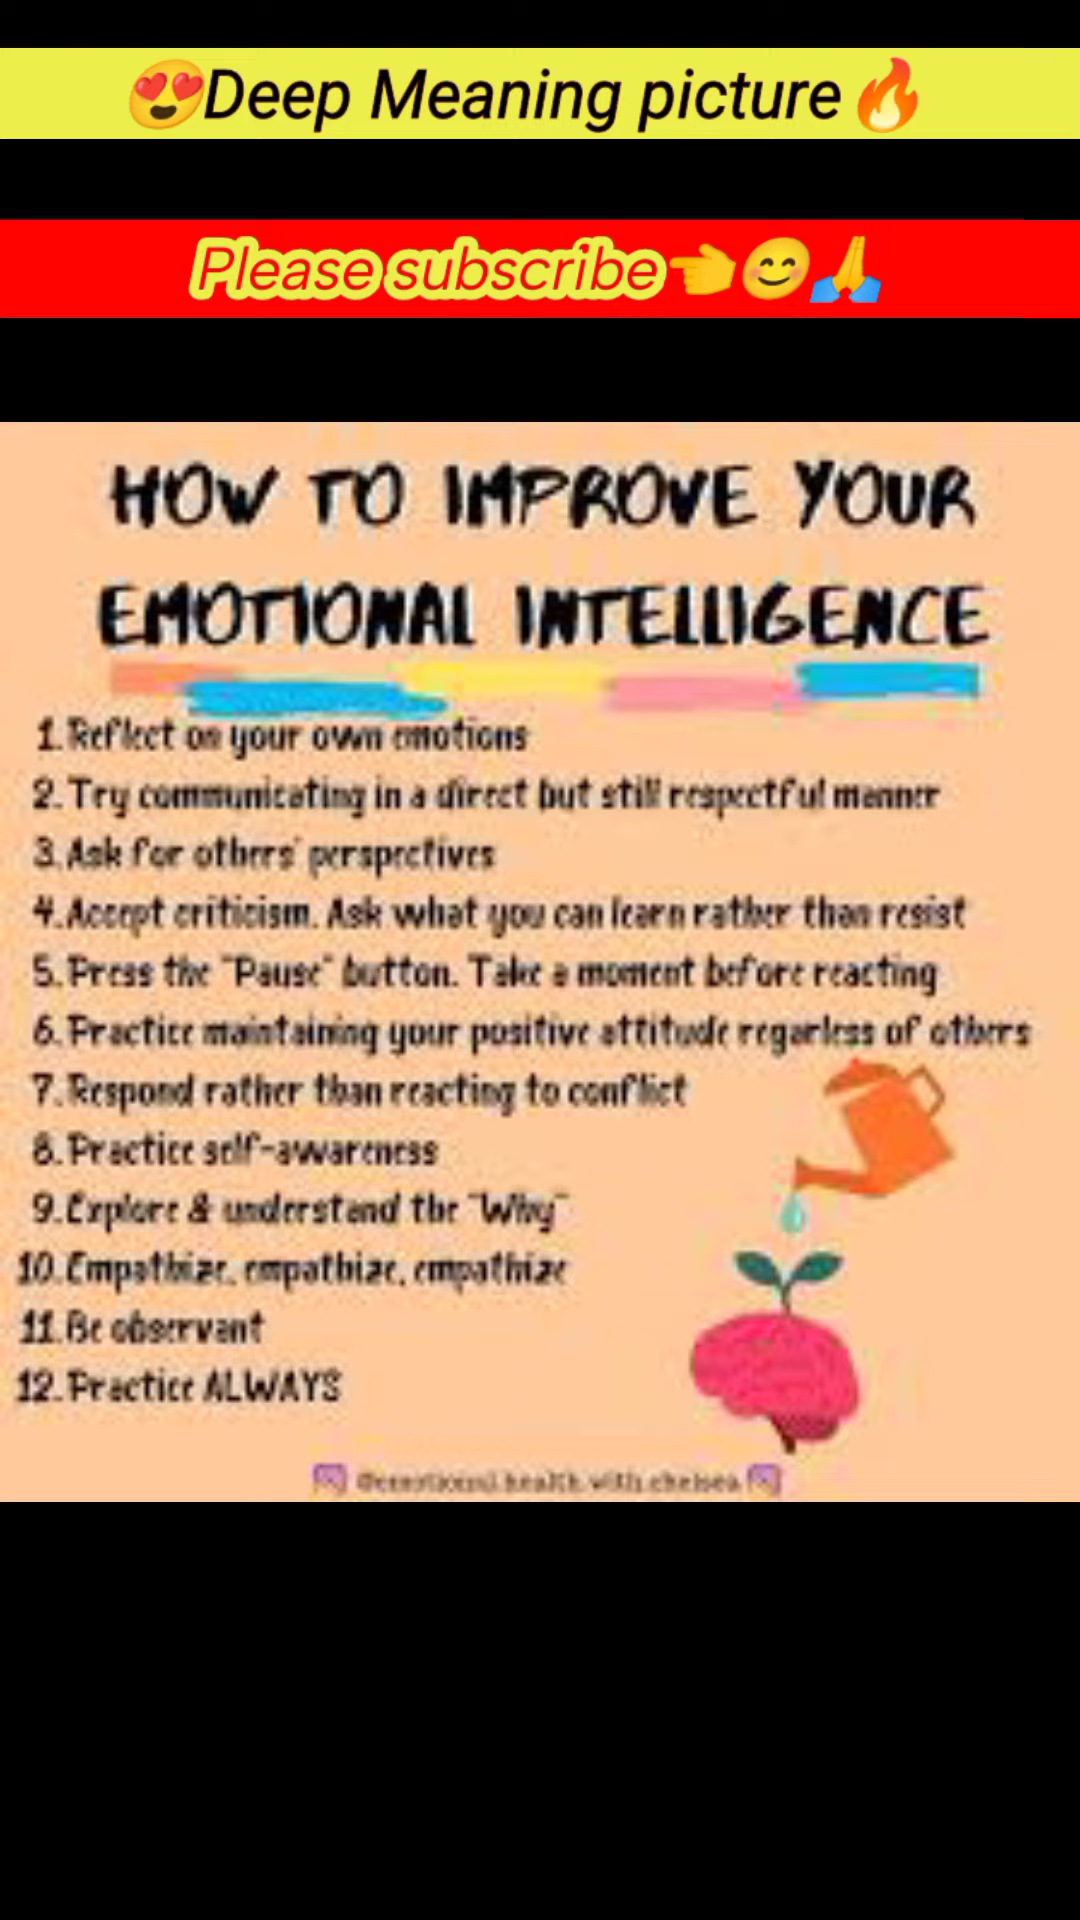 😍Deep Meaning picture🔥
Please subscribe👈😊🙏
HOW TO IMPROVE YOUR
EMOTIONAL INTELLIGENCE
1. Reflect on your own emotions
2. Try communicating in a direct but still respectful manner
3. Ask for others' perspectives
4. Accept criticism. Ask what you can learn rather than resist
5. Press the "Pause" button. Take a moment before reacting
6. Practice maintaining your positive attitude regarless of others
7. Respond rather than reacting to conflict
8. Practice self-awareness
9. Explore & understand the "Why"
10. Empathize, empathize, empathize
11. Be observant
12. Practice ALWAYS
@emotional.health.with.chelsea